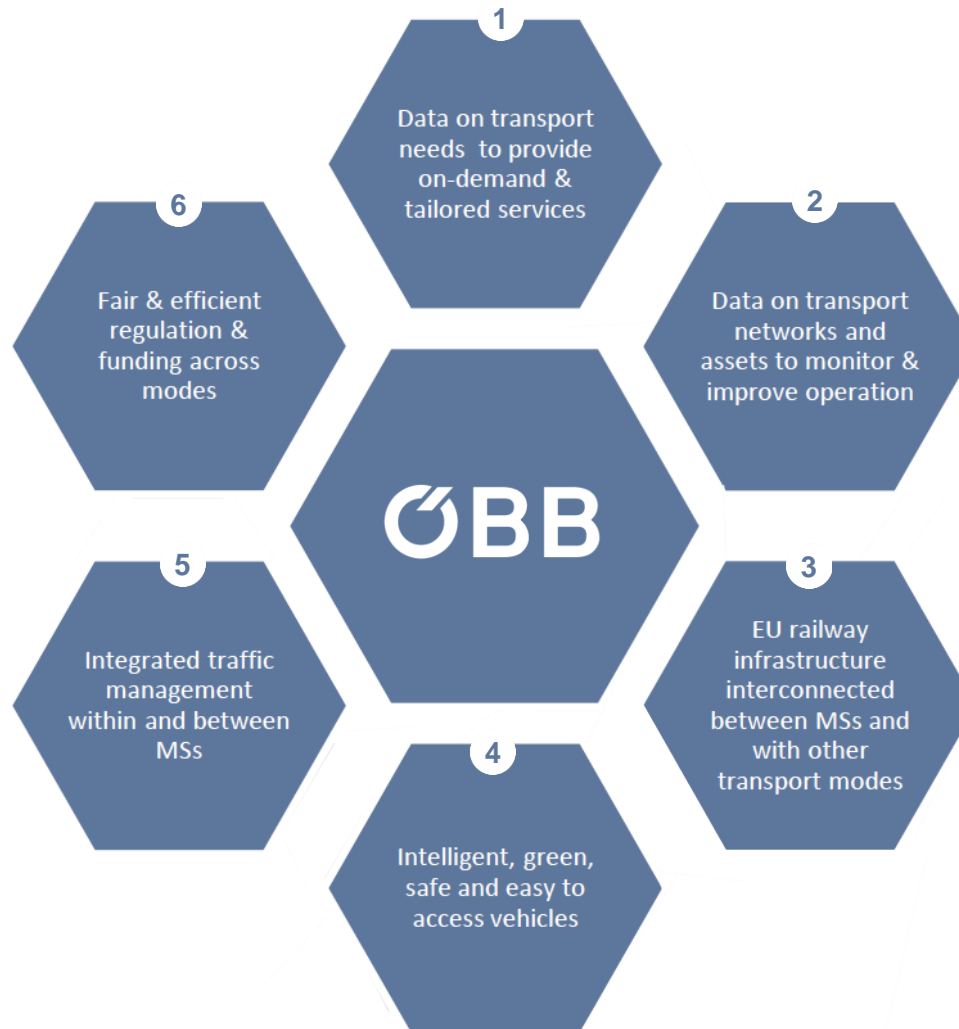 1
Data on transport
needs to provide
on-demand &
tailored services
2
Data on transport
networks and
assets to monitor &
improve operation
3
EU railway
infrastructure
interconnected
between MSs and
with other
transport modes
4
Intelligent, green,
safe and easy to
access vehicles
5
Integrated traffic
management
within and between
MSs
6
Fair & efficient
regulation &
funding across
modes
ÖBB